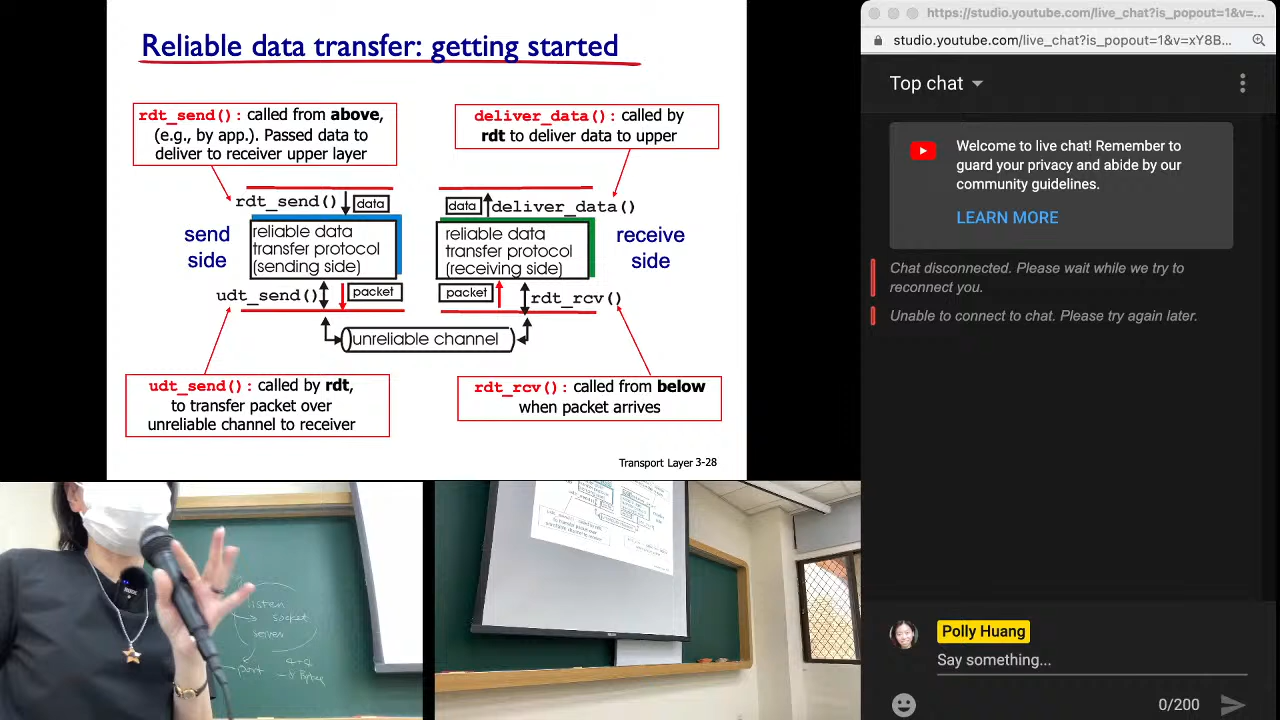 Reliable data transfer: getting started
rdt_send(): called from above,
(e.g., by app.). Passed data to
deliver to receiver upper layer
deliver_data(): called by
rdt to deliver data to upper
rdt_send()
data
data
deliver_data()
send
side
reliable data
transfer protocol
(sending side)
reliable data
transfer protocol
(receiving side)
receive
side
udt_send()
packet
packet
rdt_rcv()
unreliable channel
udt_send(): called by rdt,
to transfer packet over
unreliable channel to receiver
rdt_rcv(): called from below
when packet arrives
Transport Layer 3-28
listen
socket
server
port
https://studio.youtube.com/live_chat?is_popout=1&v=...
studio.youtube.com/live_chat?is_popout=1&v=xY8B...
Top chat
Welcome to live chat! Remember to
guard your privacy and abide by our
community guidelines.
LEARN MORE
Chat disconnected. Please wait while we try to
reconnect you.
Unable to connect to chat. Please try again later.
Polly Huang
Say something...
0/200